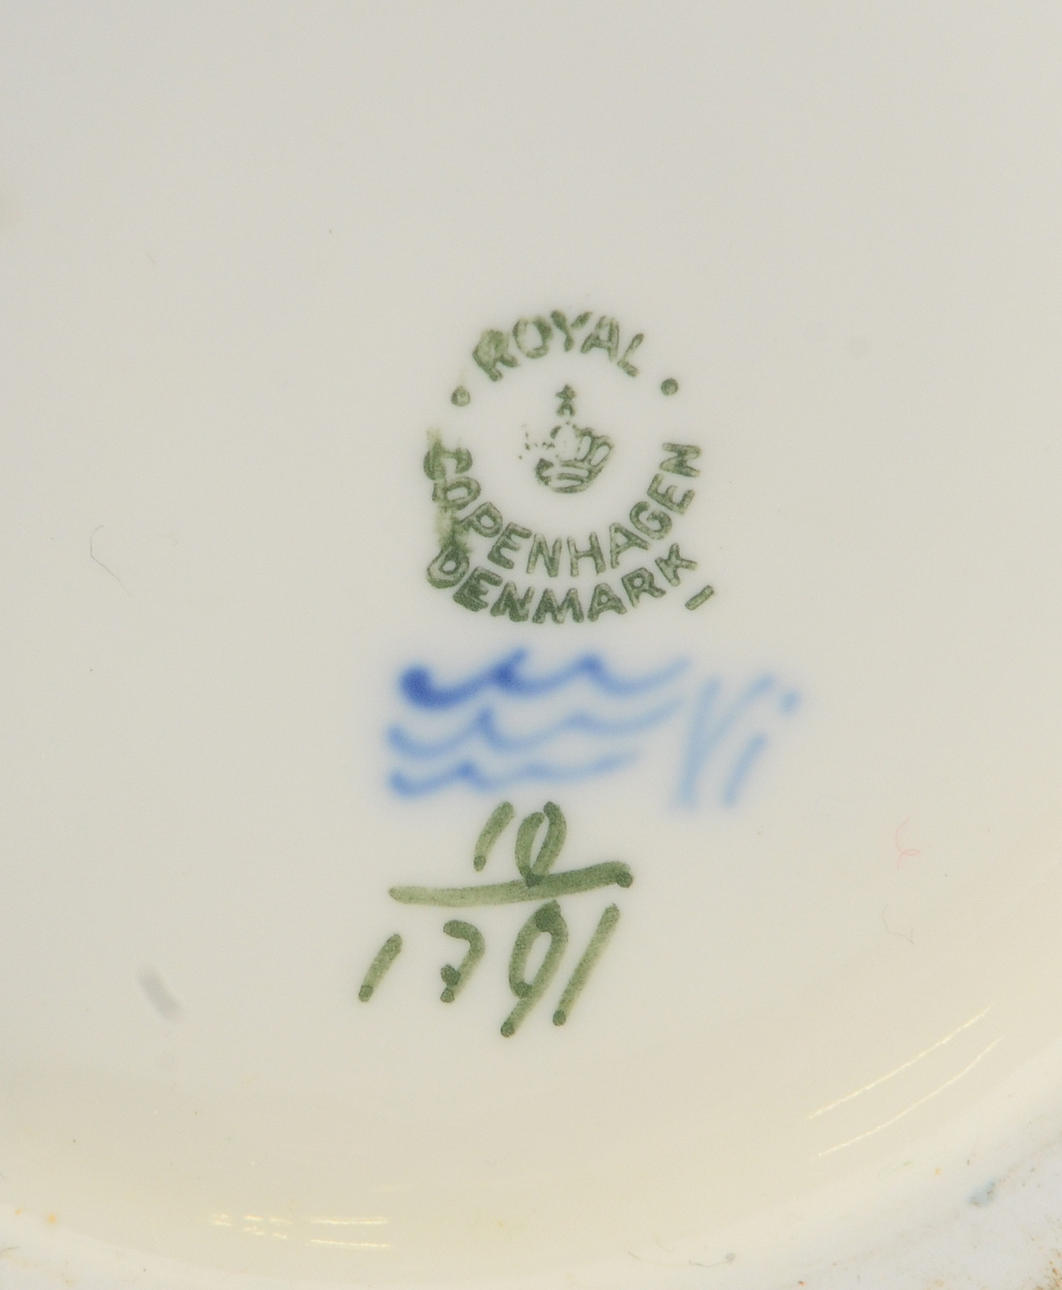 ROYAL
COPENHAGEN
DENMARK
Vi
10
1791